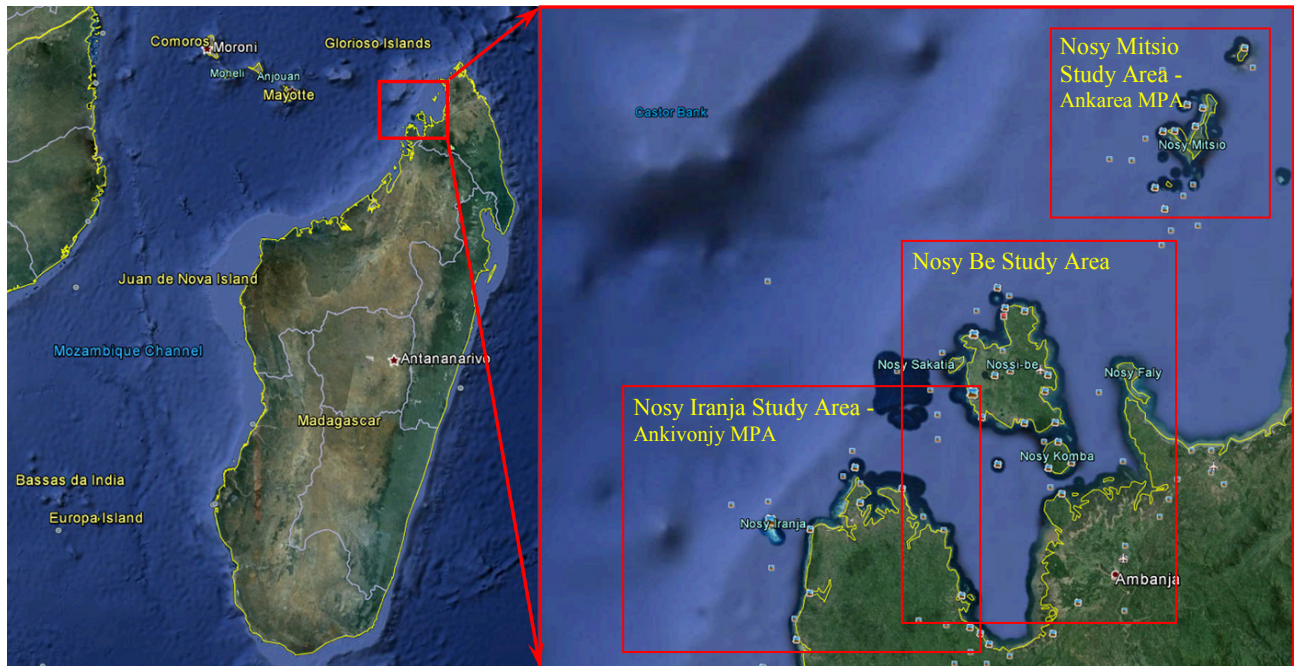 Comoros
Moroni
Glorioso Islands
Moheli
Anjouan
Mayotte
Juan de Nova Island
Mozambique Channel
Antananarivo
Madagascar
Bassas da India
Europa Island
Castor Bank
Nosy Mitsio
Study Area -
Ankarea MPA
Nosy Mitsio
Nosy Be Study Area
Nosy Sakatia
Nossi-be
Nosy Faly
Nosy Iranja Study Area -
Ankivonjy MPA
Nosy Komba
Nosy Iranja
Ambanja